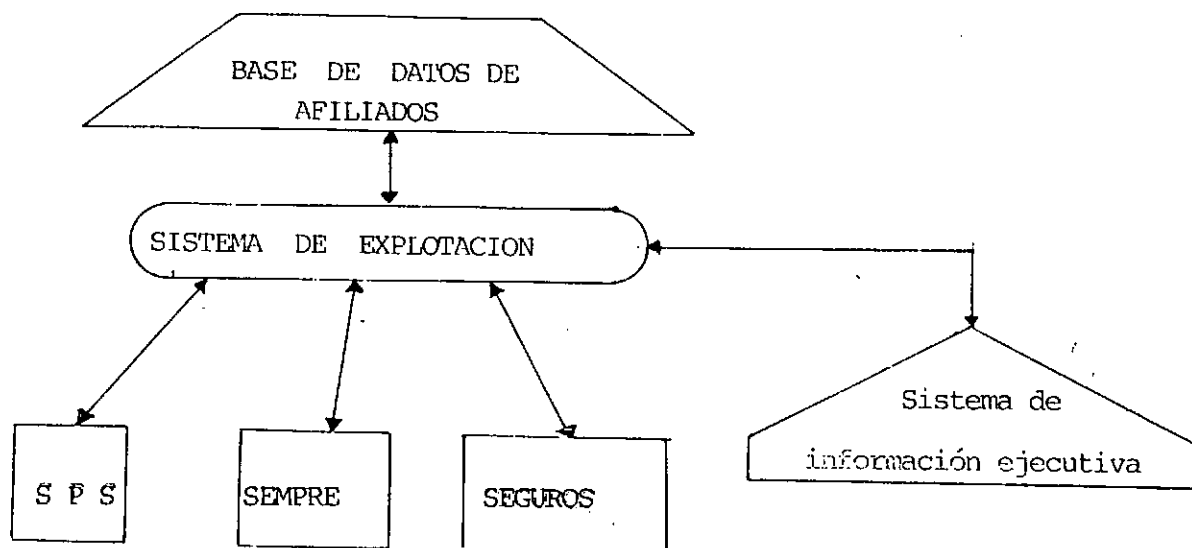 BASE DE DATOS DE
AFILIADOS
SISTEMA DE EXPLOTACION
S P S
SEMPRE
SEGUROS
Sistema de
información ejecutiva